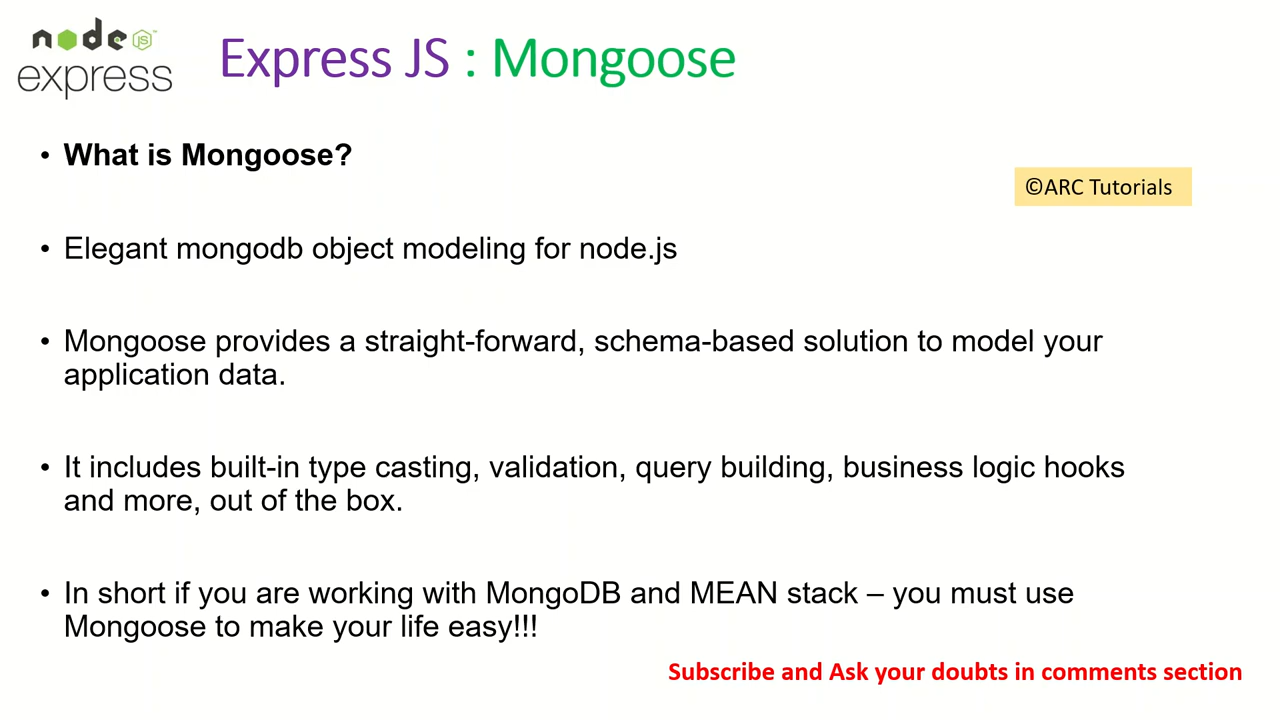 node
JS
express
Express JS : Mongoose
• What is Mongoose?
©ARC Tutorials
• Elegant mongodb object modeling for node.js
• Mongoose provides a straight-forward, schema-based solution to model your
application data.
• It includes built-in type casting, validation, query building, business logic hooks
and more, out of the box.
• In short if you are working with MongoDB and MEAN stack – you must use
Mongoose to make your life easy!!!
Subscribe and Ask your doubts in comments section